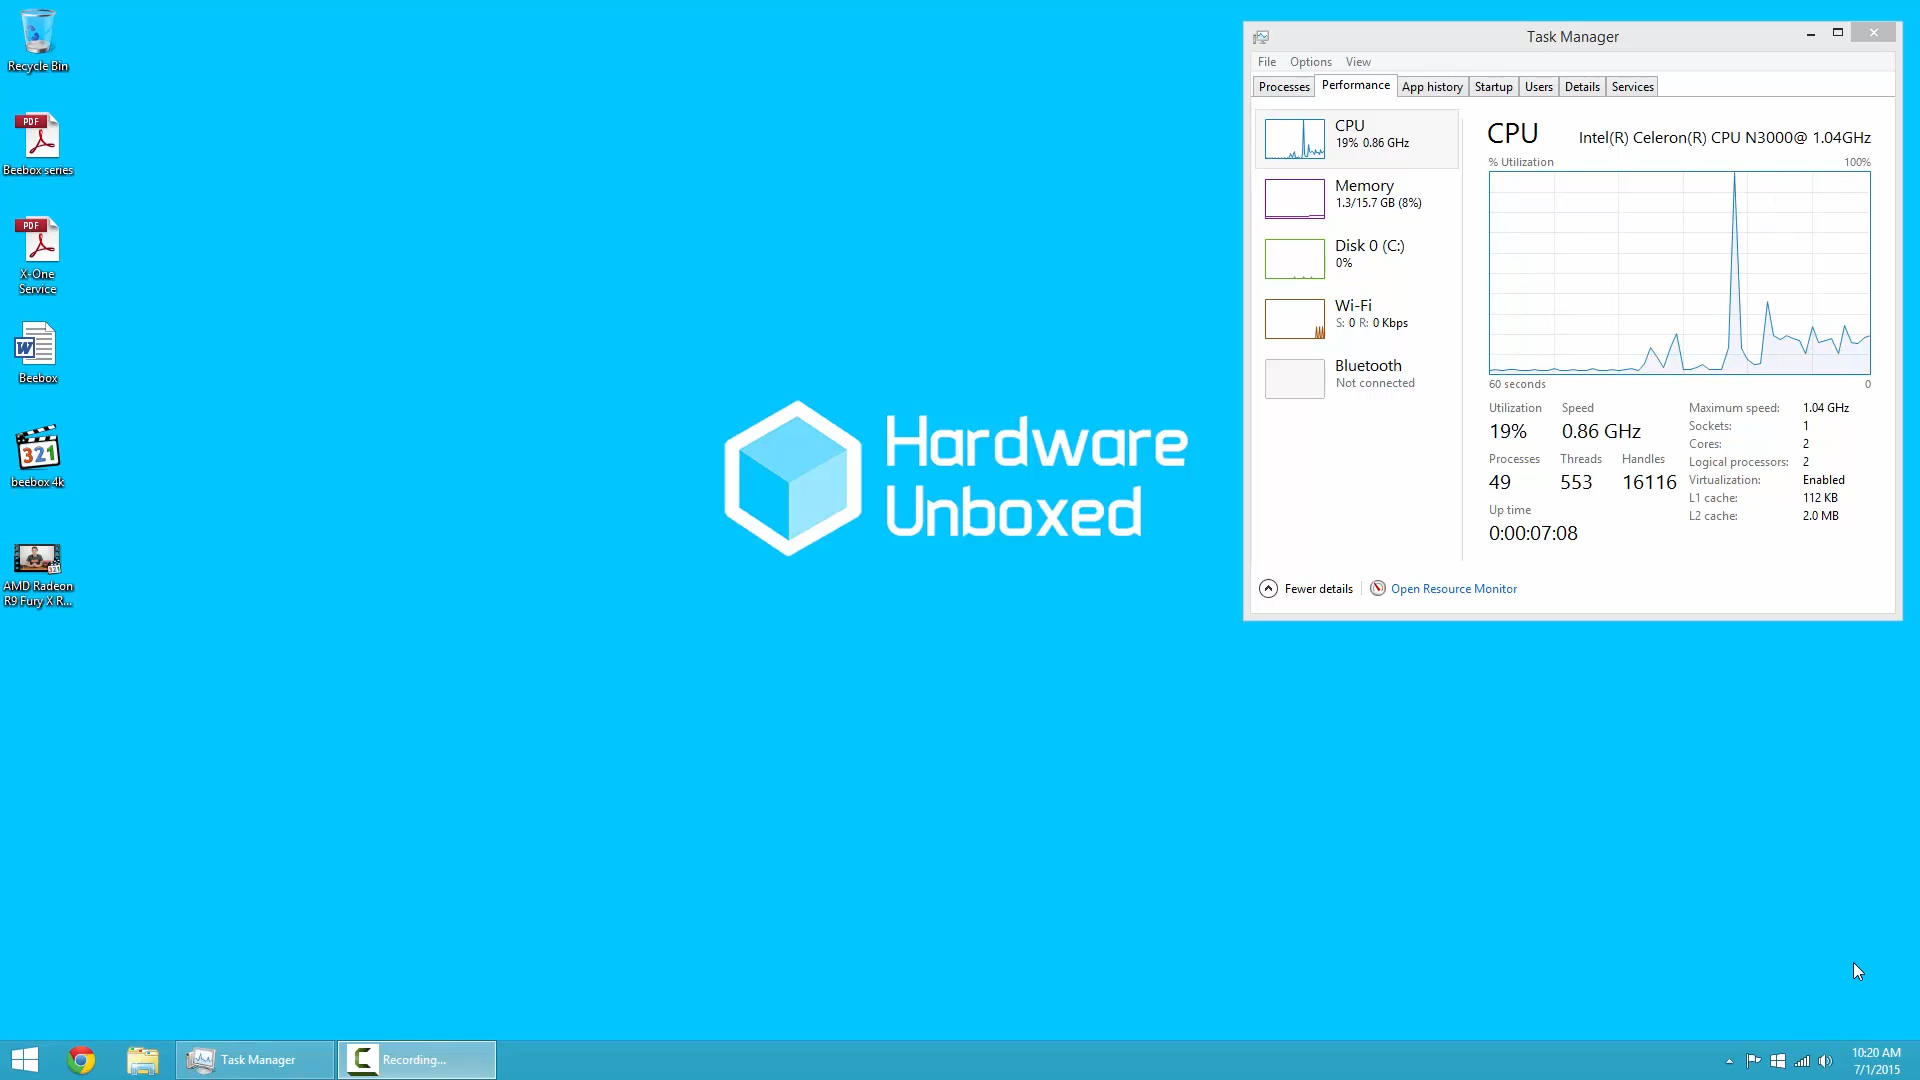 Recycle Bin
PDF
Beebox series
PDF
X-One
Service
W
Beebox
321
beebox 4k
AMD Radeon
R9 Fury X R...
Hardware
Unboxed
Task Manager
File Options View
Processes Performance App history Startup Users Details Services
CPU
19% 0.86 GHz
Memory
1.3/15.7 GB (8%)
Disk 0 (C:)
0%
Wi-Fi
S: 0 R: 0 Kbps
Bluetooth
Not connected
CPU Intel(R) Celeron(R) CPU N3000@ 1.04GHz
% Utilization 100%
60 seconds 0
Utilization Speed
19% 0.86 GHz
Processes Threads Handles
49 553 16116
Up time
0:00:07:08
Maximum speed: 1.04 GHz
Sockets: 1
Cores: 2
Logical processors: 2
Virtualization: Enabled
L1 cache: 112 KB
L2 cache: 2.0 MB
Fewer details Open Resource Monitor
Task Manager
Recording...
10:20 AM
7/1/2015